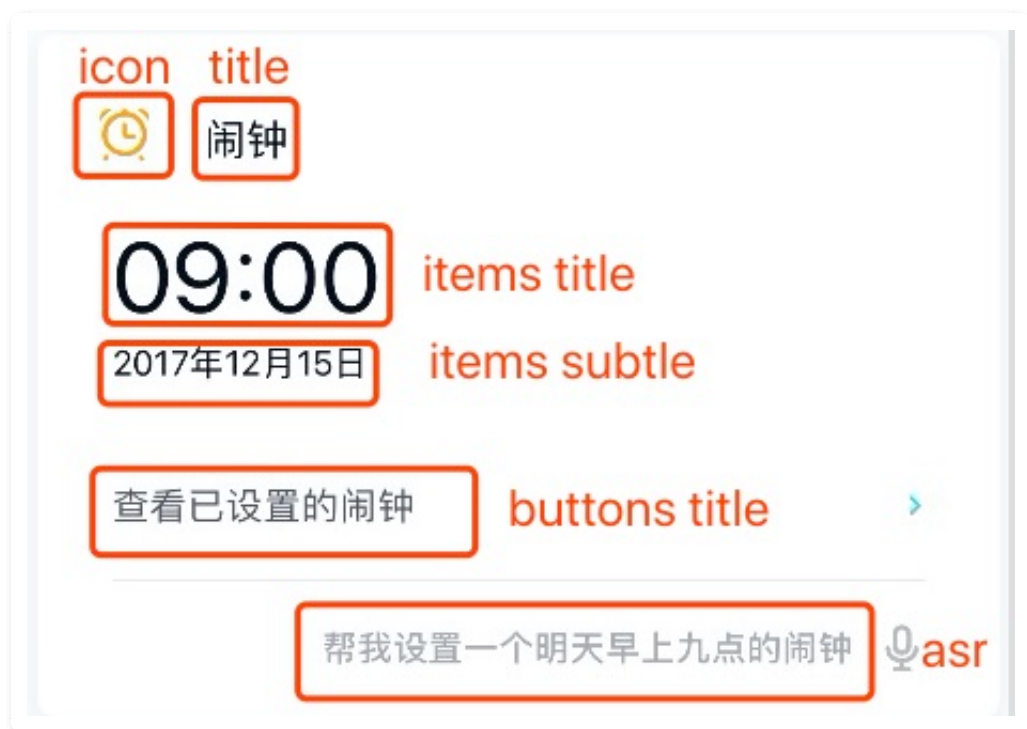 icon title
闹钟
09:00 items title
2017年12月15日 items subtle
查看已设置的闹钟 buttons title
帮我设置一个明天早上九点的闹钟 asr